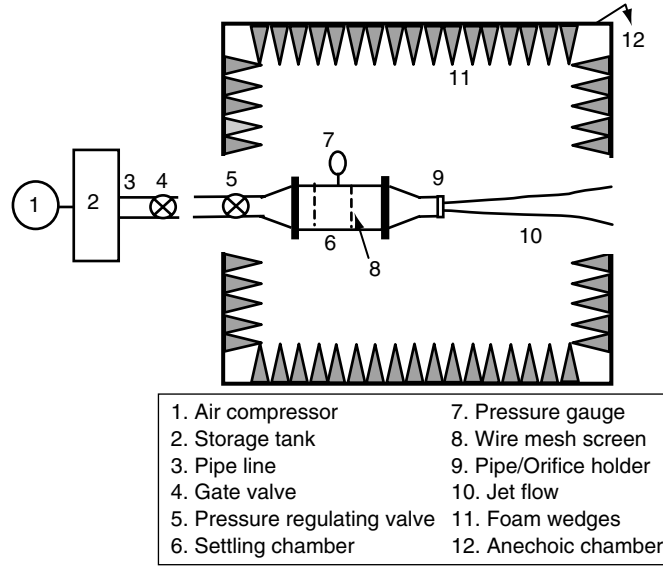 12
11
7
3
4
5
9
1
2
6
8
10
1. Air compressor
2. Storage tank
3. Pipe line
4. Gate valve
5. Pressure regulating valve
6. Settling chamber
7. Pressure gauge
8. Wire mesh screen
9. Pipe/Orifice holder
10. Jet flow
11. Foam wedges
12. Anechoic chamber